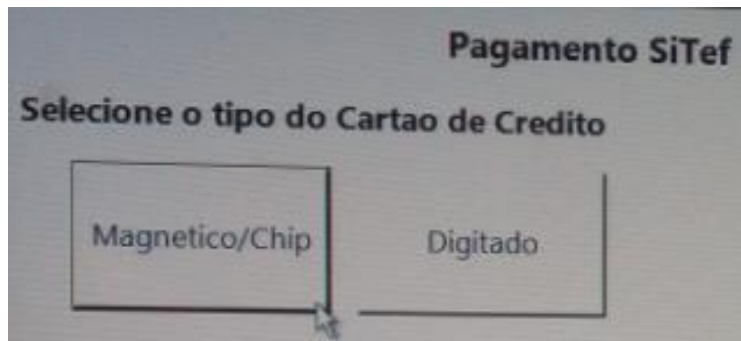 Pagamento SiTef
Selecione o tipo do Cartao de Credito
Magnetico/Chip
Digitado